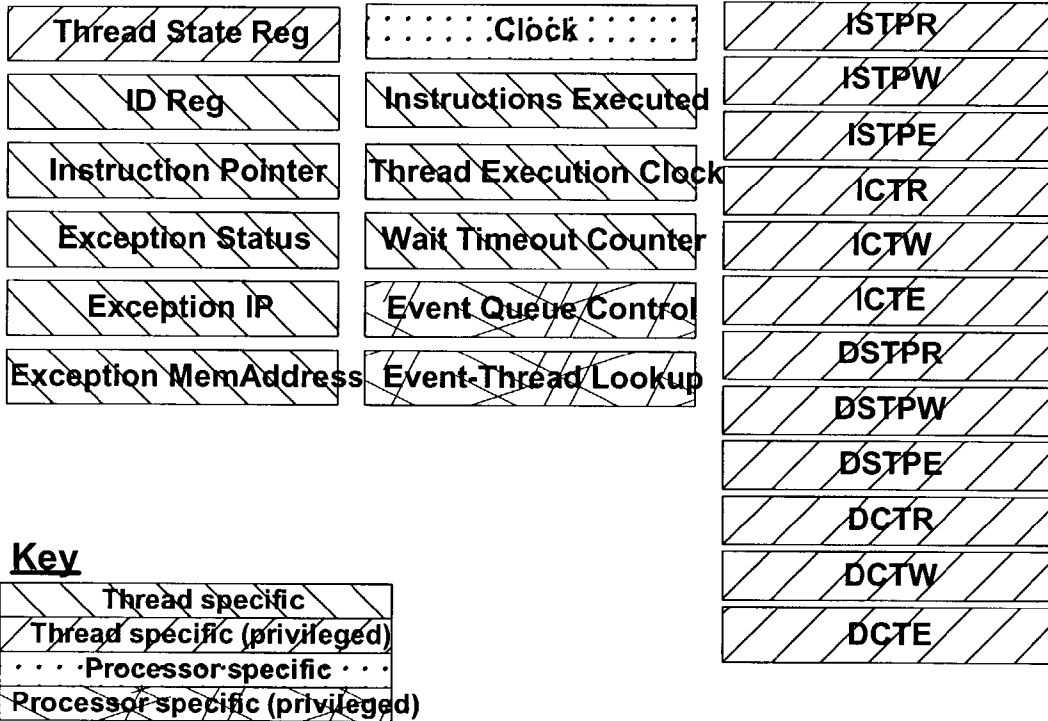 Thread State Reg
ID Reg
Instruction Pointer
Exception Status
Exception IP
Exception MemAddress
Clock
Instructions Executed
Thread Execution Clock
Wait Timeout Counter
Event Queue Control
Event-Thread Lookup
ISTPR
ISTPW
ISTPE
ICTR
ICTW
ICTE
DSTPR
DSTPW
DSTPE
DCTR
DCTW
DCTE
Key
Thread specific
Thread specific (privileged)
Processor specific
Processor specific (privileged)